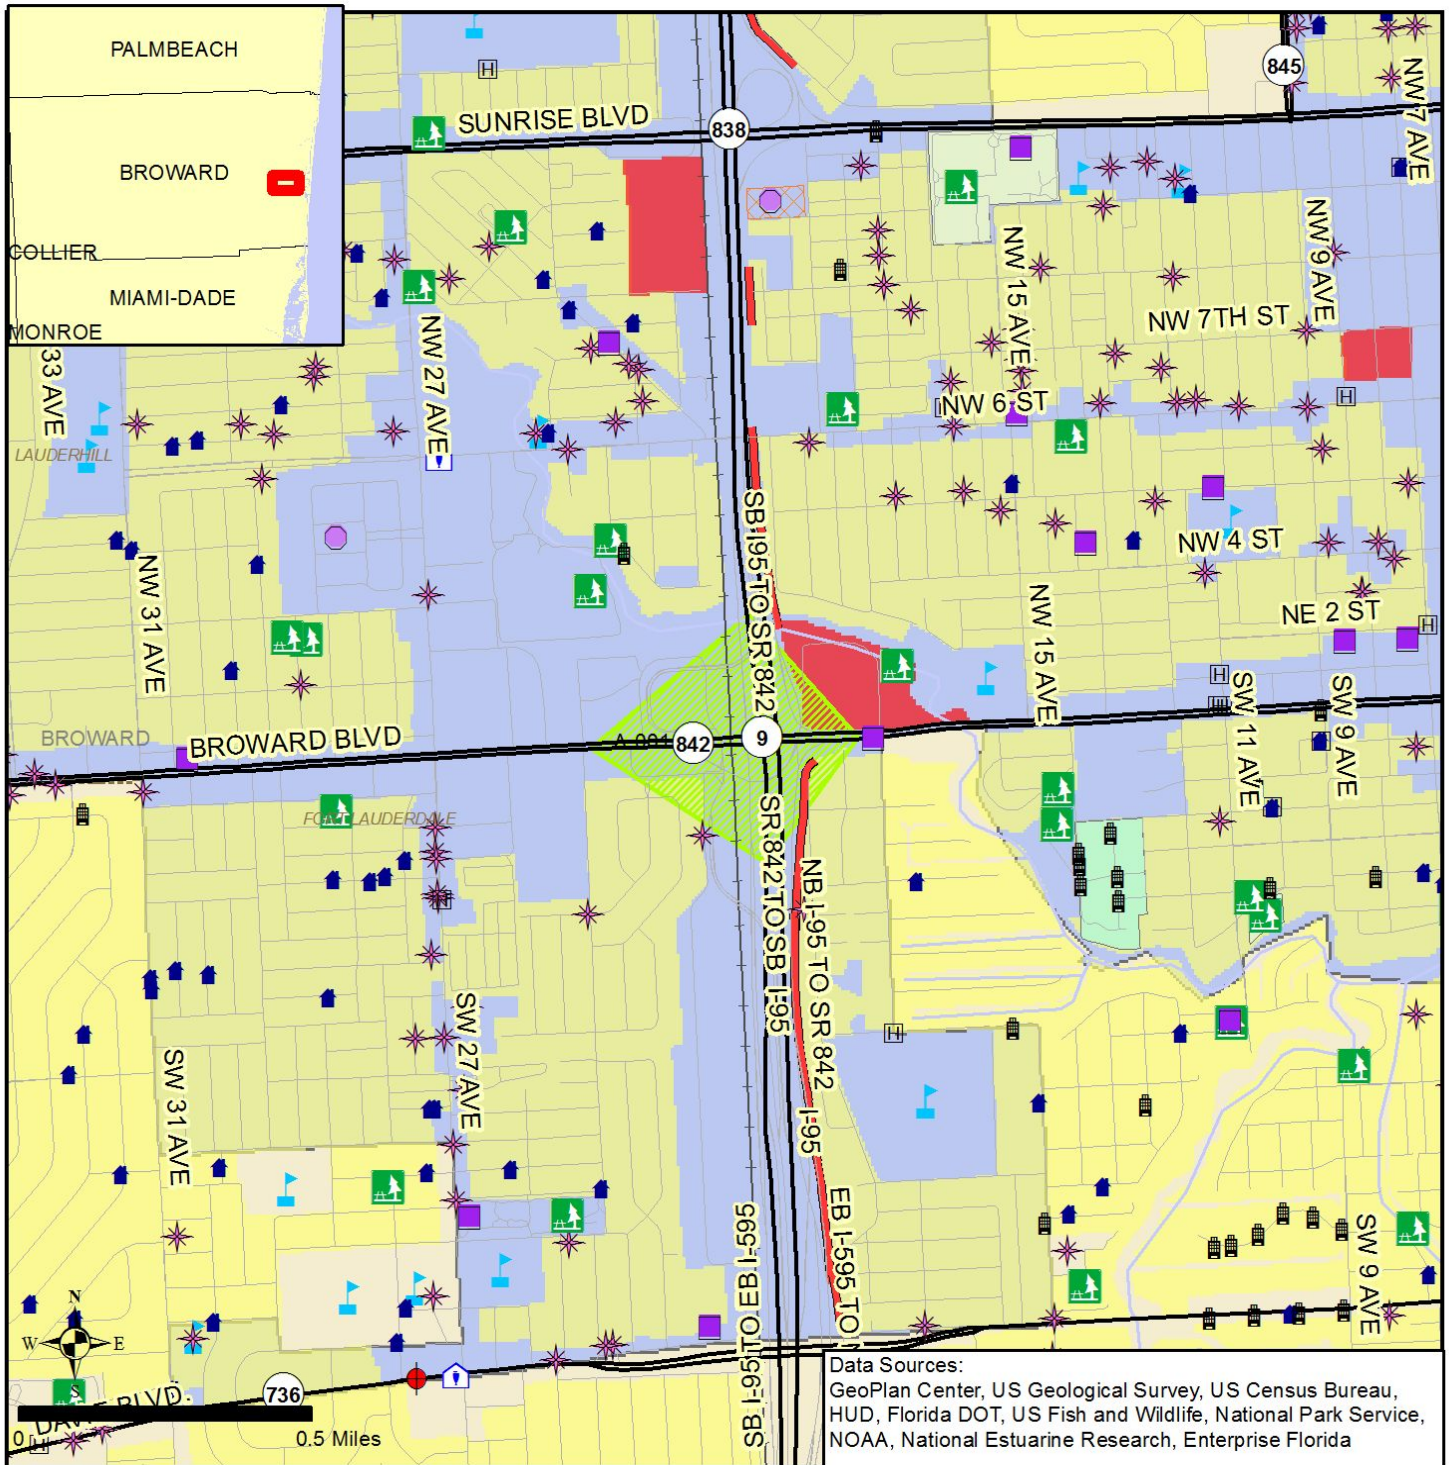 PALMBEACH
BROWARD
COLLIER
MIAMI-DADE
MONROE
SUNRISE BLVD
838
845
NW 7 AVE
NW 9 AVE
NW 15 AVE
NW 7TH ST
33 AVE
NW 27 AVE
H
NW 6 ST
LAUDERHILL
SB I95 TO SR 842
NW 4 ST
NW 31 AVE
NW 15 AVE
NE 2 ST
BROWARD
BROWARD BLVD
842
9
SW 11 AVE
SW 9 AVE
FORT LAUDERDALE
SR 842 TO SB I-95
NB I-95 TO SR 842
SW 27 AVE
SW 31 AVE
I-95
SB I-95 TO EB I-595
EB I-595 TO
SW 9 AVE
N
W
E
S
736
DAVIE BLVD.
0
0.5 Miles
Data Sources:
GeoPlan Center, US Geological Survey, US Census Bureau,
HUD, Florida DOT, US Fish and Wildlife, National Park Service,
NOAA, National Estuarine Research, Enterprise Florida